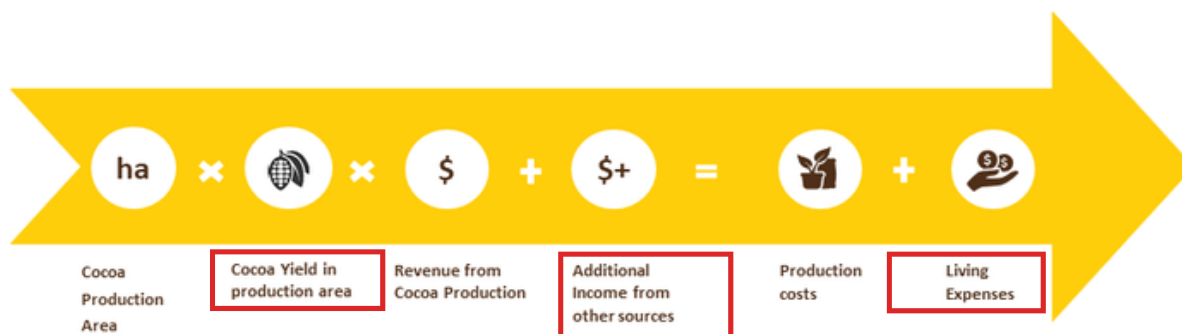 ha × × $ + $+ = + $ $
Cocoa
Production
Area
Cocoa Yield in
production area
Revenue from
Cocoa Production
Additional
Income from
other sources
Production
costs
Living
Expenses